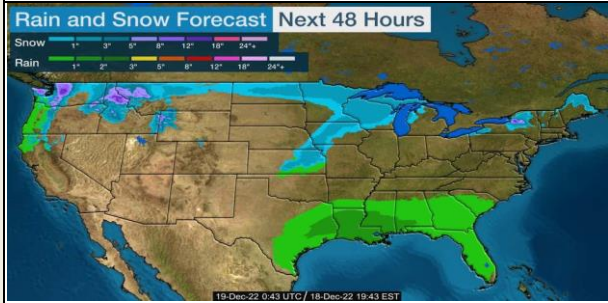 Rain and Snow Forecast Next 48 Hours
Snow
1" 3" 5" 8" 12" 18" 24"+
Rain
1" 2" 3" 5" 8" 12" 18" 24"+
19-Dec-22 0:43 UTC / 18-Dec-22 19:43 EST